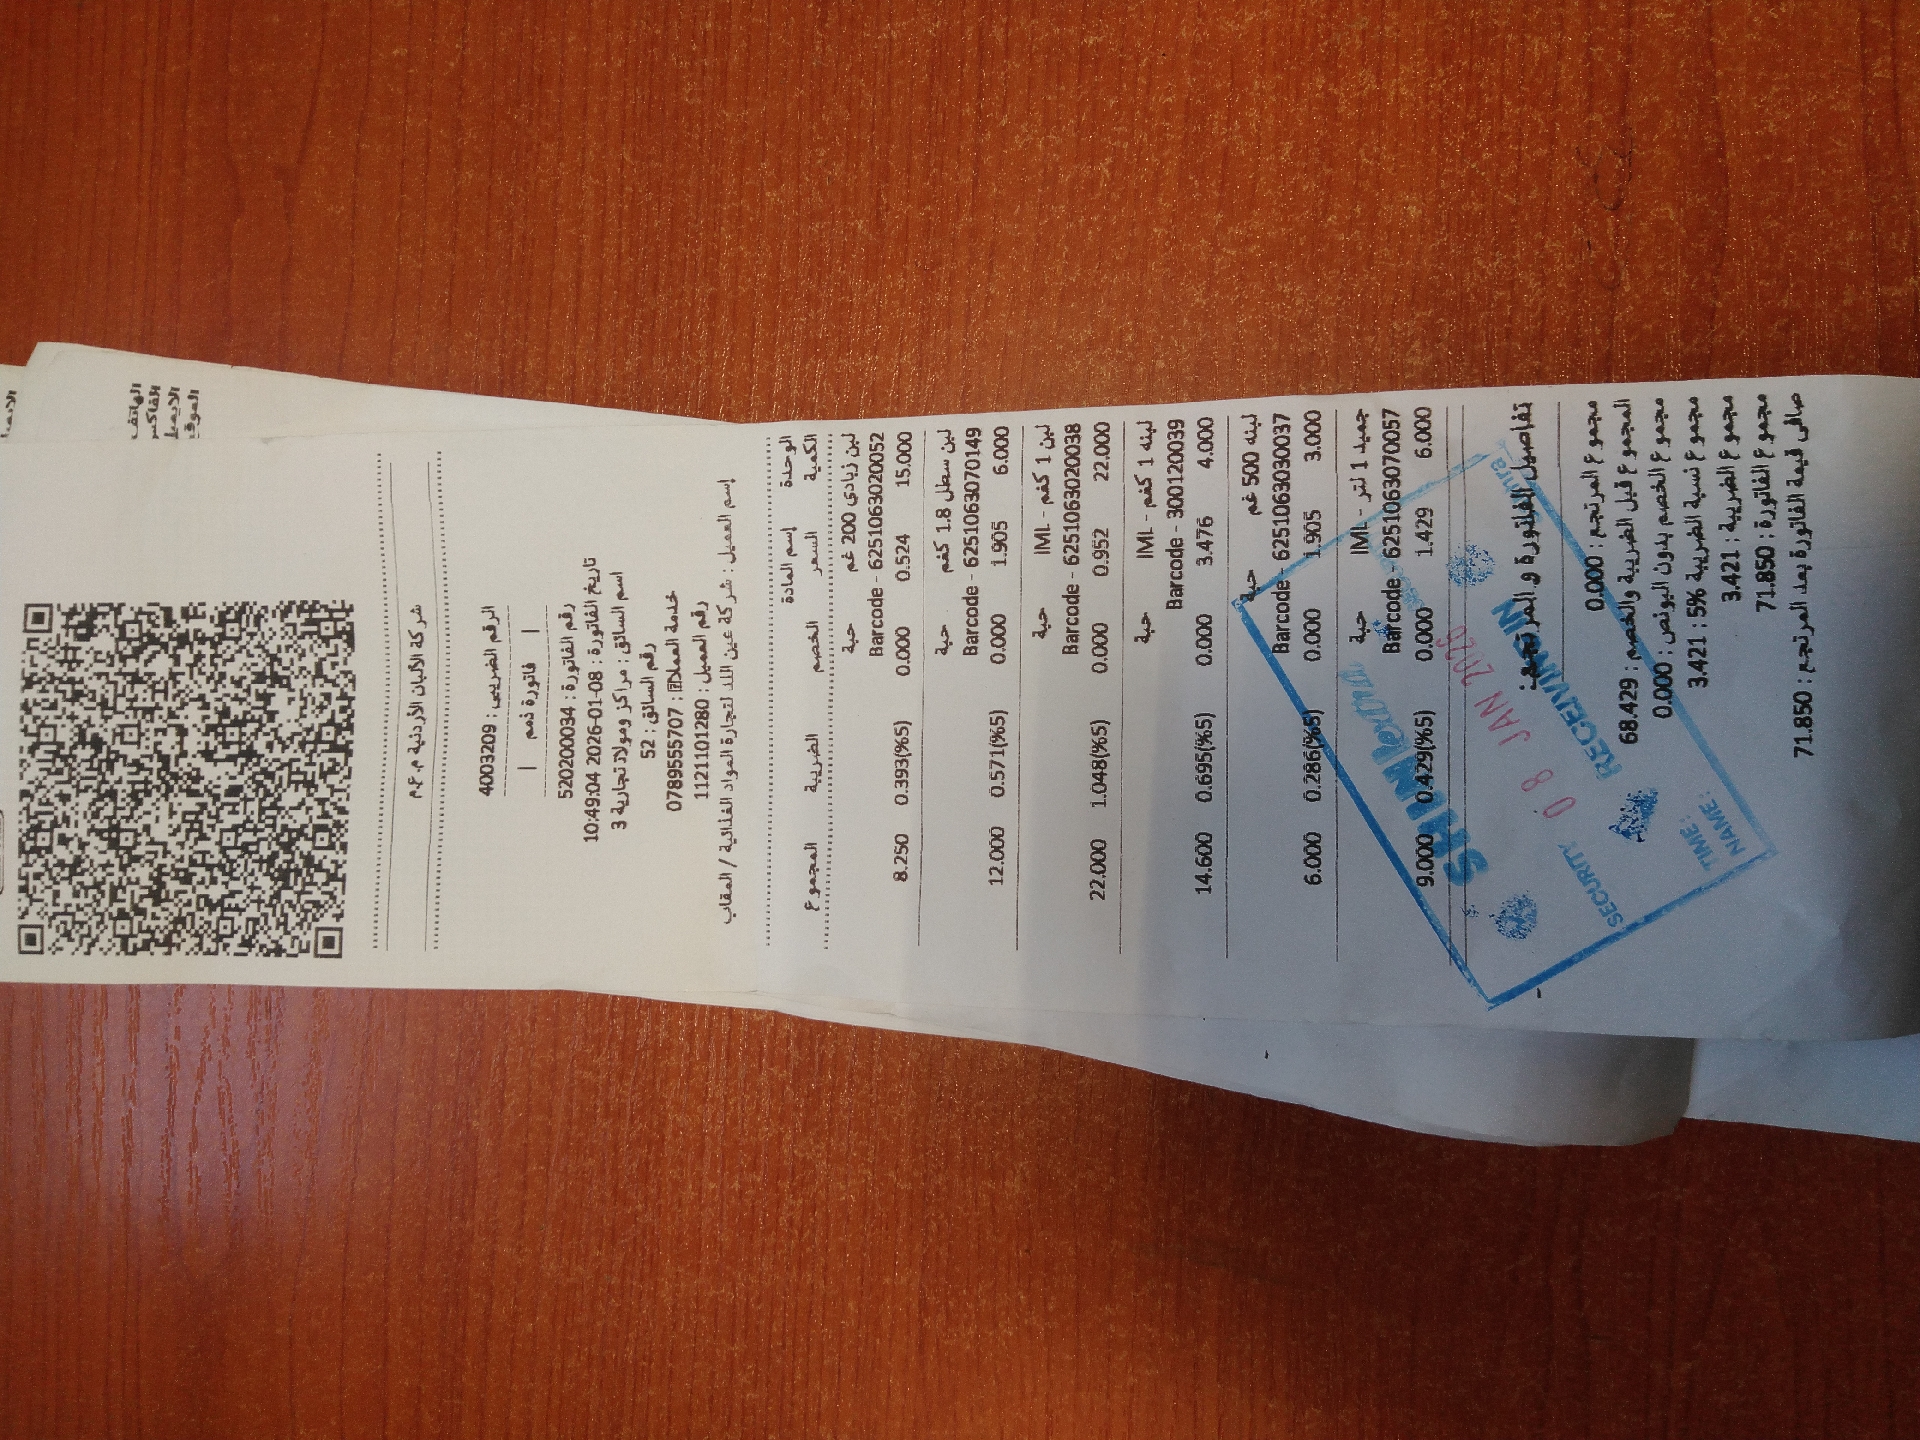 شركة الألبان الأردنية م.ع.م
الرقم الضريبي : 4003209
| فاتورة ذمم |
رقم الفاتورة : 520200034
تاريخ الفاتورة : 08-01-2026 10:49:04
اسم السائق : مراكز ومولات تجارية 3
رقم السائق : 52
خدمة العملاء : 0789555707
رقم العميل : 1121101280
إسم العميل : شركة عين اللد لتجارة المواد الغذائية / العقاب
الوحدة إسم المادة
الكمية السعر الخصم الضريبة المجموع
لبن زبادي 200 غم حبة
Barcode - 6251063020052
15.000 0.524 0.000 0.393(%5) 8.250
لبن سطل 1.8 كغم حبة
Barcode - 6251063070149
6.000 1.905 0.000 0.571(%5) 12.000
لبن 1 كغم - IML حبة
Barcode - 6251063020038
22.000 0.952 0.000 1.048(%5) 22.000
لبنه 1 كغم - IML حبة
Barcode - 300120039
4.000 3.476 0.000 0.695(%5) 14.600
لبنه 500 غم حبة
Barcode - 6251063030037
3.000 1.905 0.000 0.286(%5) 6.000
جميد 1 لتر - IML حبة
Barcode - 6251063070057
6.000 1.429 0.000 0.429(%5) 9.000
تفاصيل الفاتورة و المرتجع:
مجموع المرتجع : 0.000
المجموع قبل الضريبة والخصم : 68.429
مجموع الخصم بدون البونص : 0.000
مجموع نسبة الضريبة 5% : 3.421
مجموع الضريبة : 3.421
مجموع الفاتورة : 71.850
صافي قيمة الفاتورة بعد المرتجع : 71.850
RECEIVING IN
SECURITY
08 JAN 2026
TIME:
NAME:
الهاتف
الفاكس